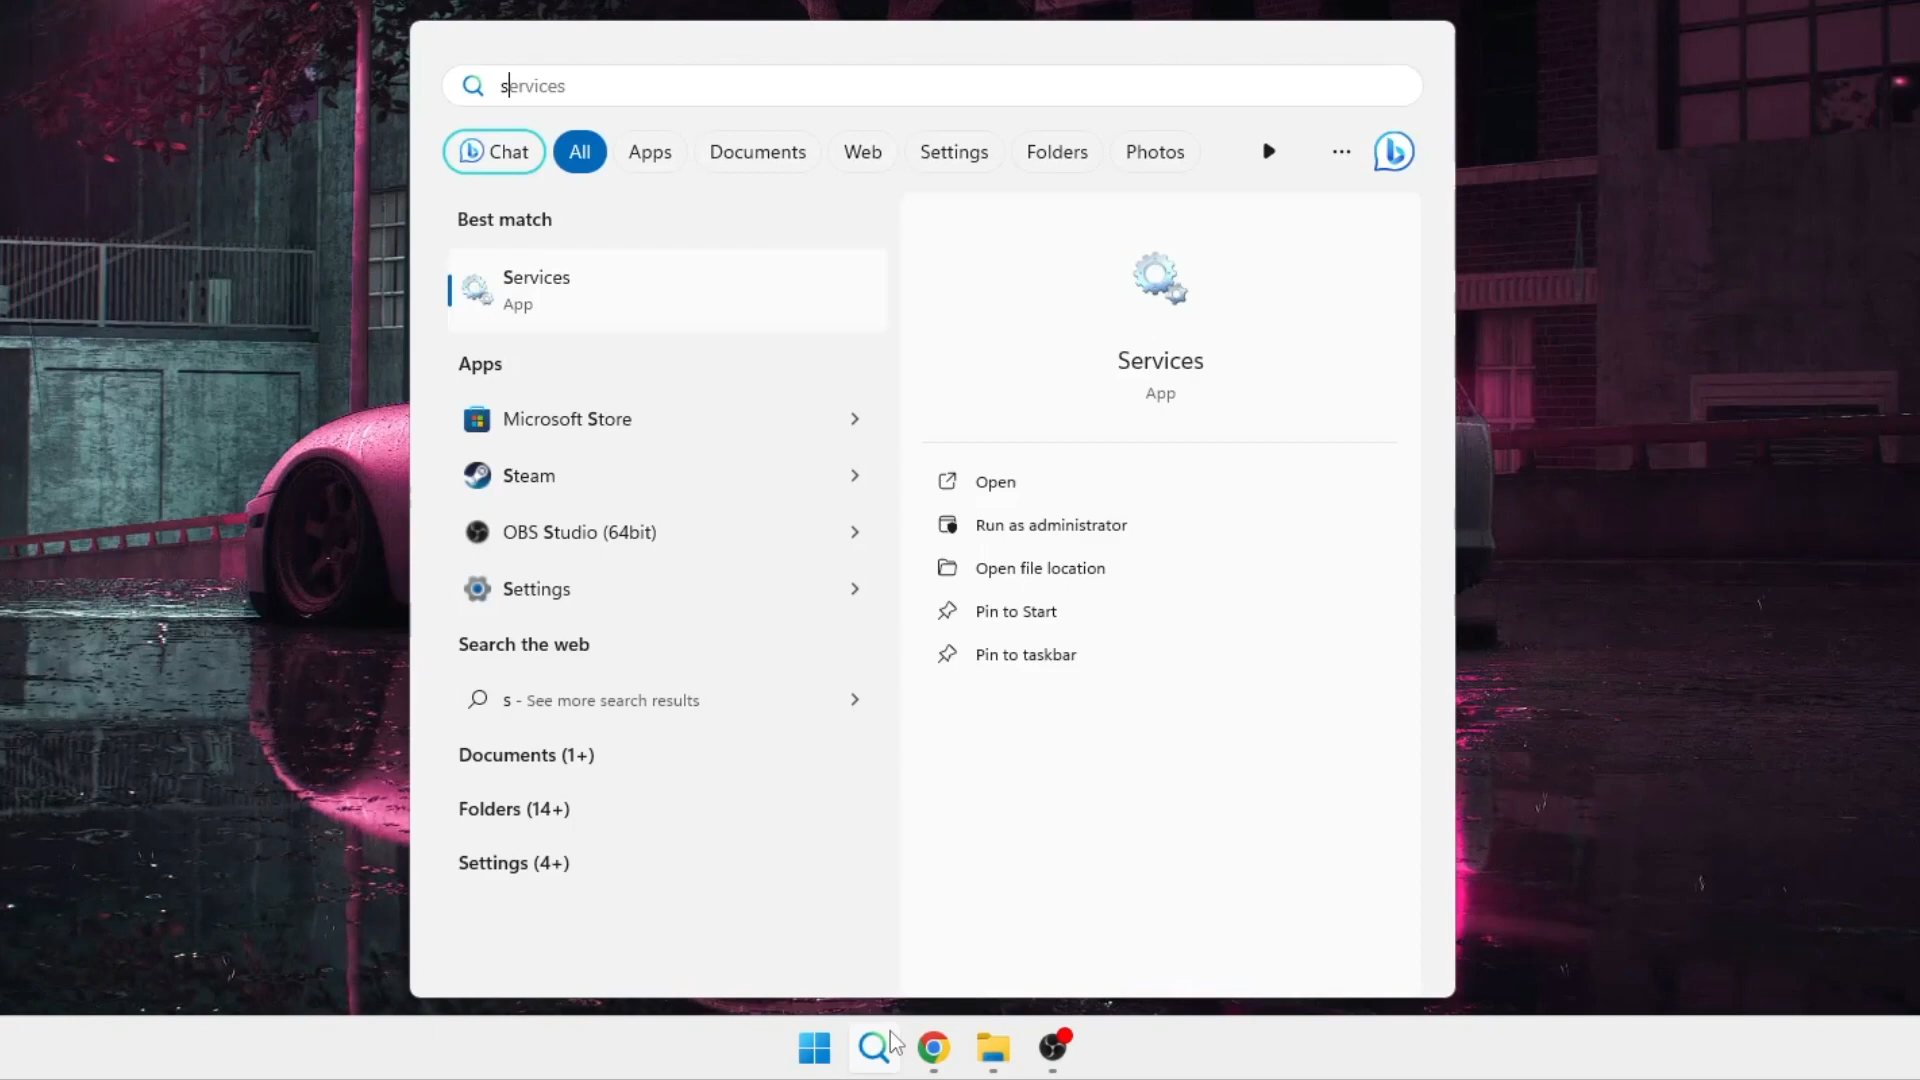 services
Chat
All
Apps
Documents
Web
Settings
Folders
Photos
Best match
Services
App
Apps
Microsoft Store
Steam
OBS Studio (64bit)
Settings
Search the web
s - See more search results
Documents (1+)
Folders (14+)
Settings (4+)
Services
App
Open
Run as administrator
Open file location
Pin to Start
Pin to taskbar